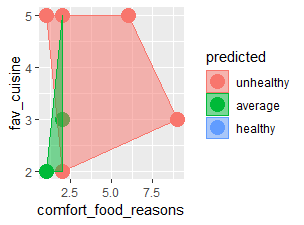 5
4
3
2
fav_cuisine
2.5 5.0 7.5
comfort_food_reasons
predicted
unhealthy
average
healthy